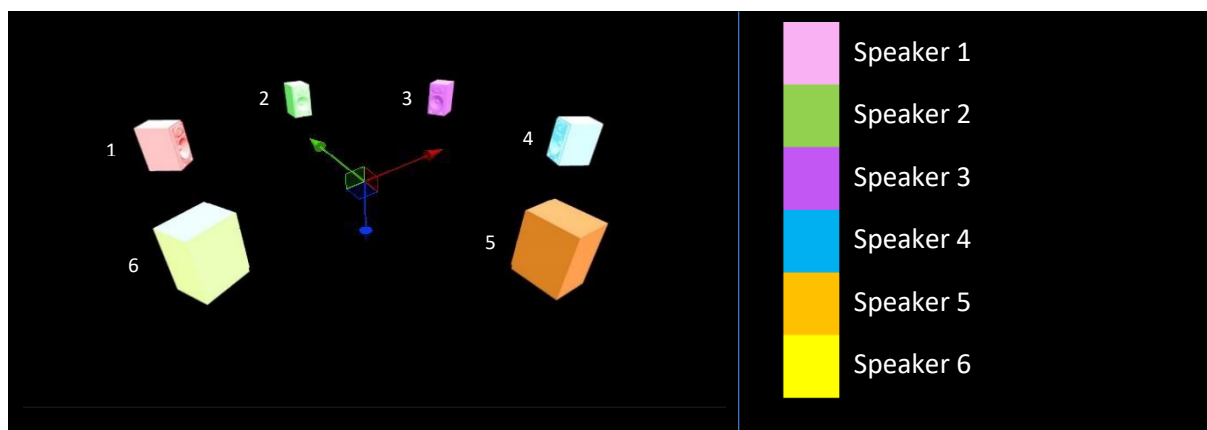 2
3
1
4
5
6
Speaker 1
Speaker 2
Speaker 3
Speaker 4
Speaker 5
Speaker 6